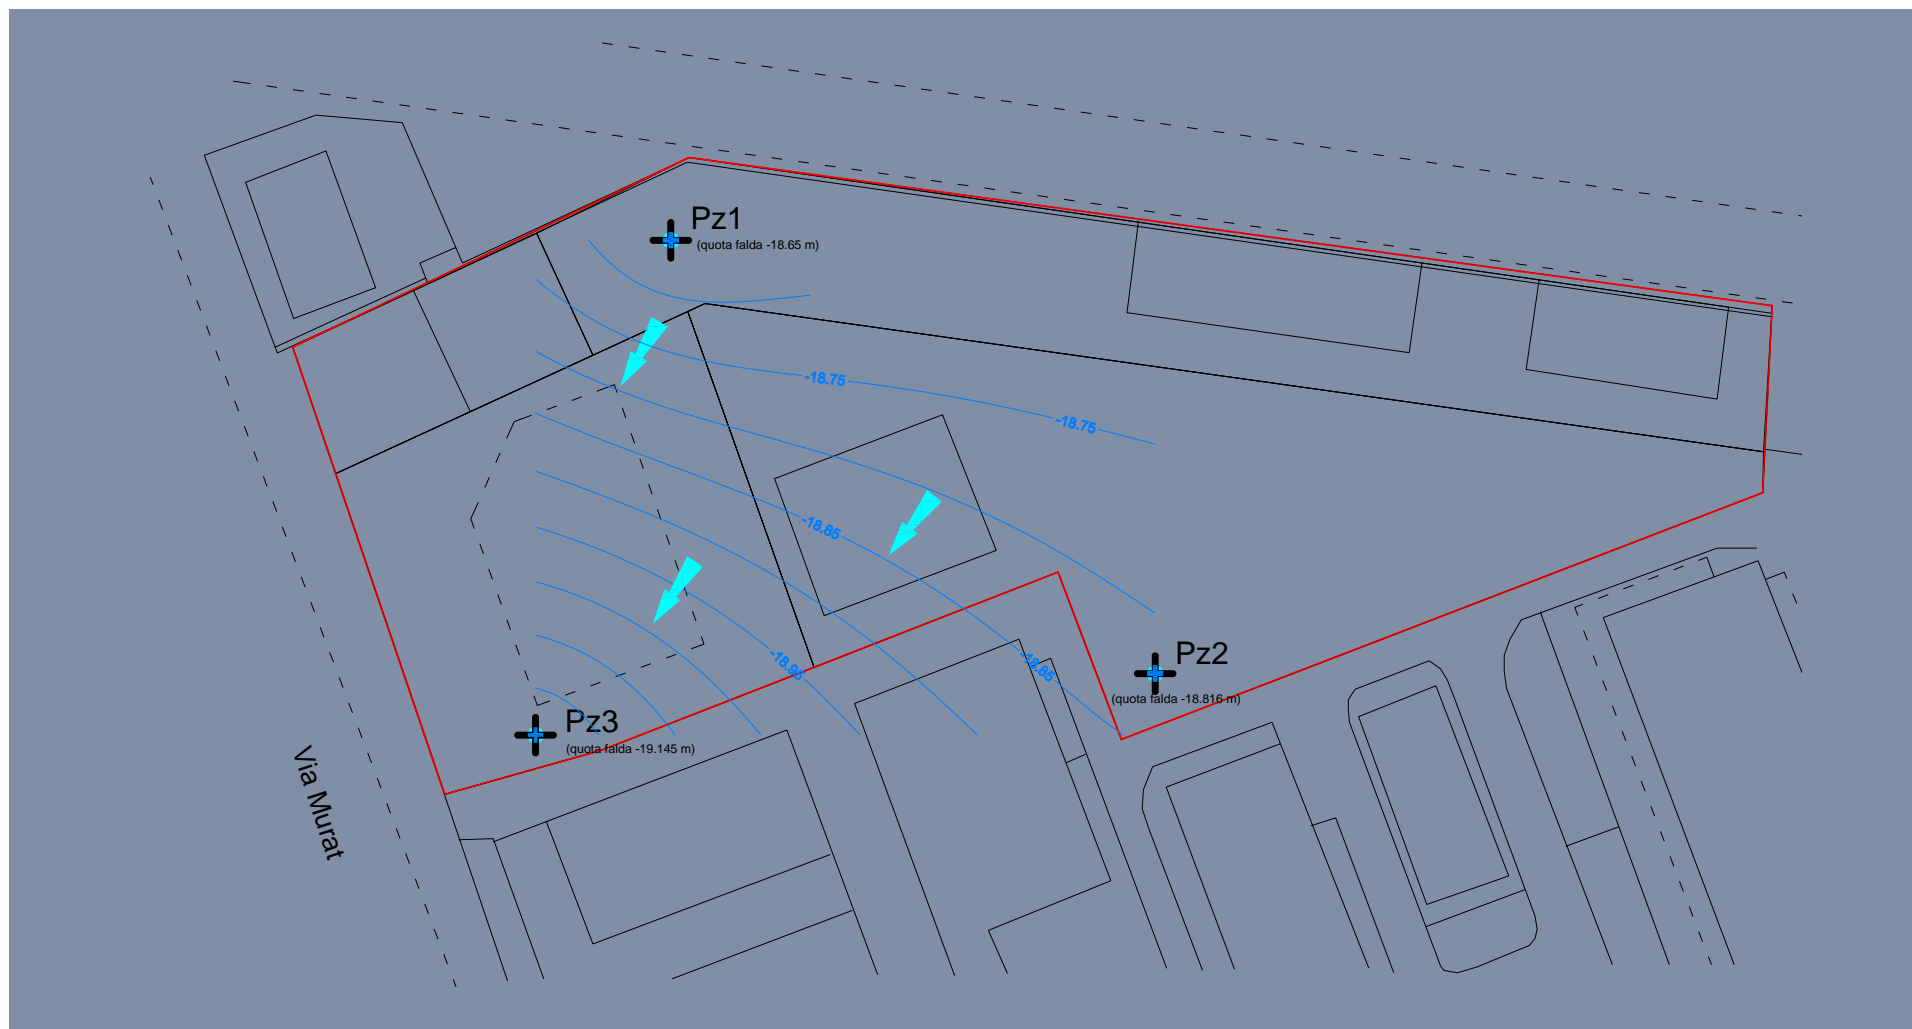 Pz1
(quota falda -18.65 m)
-18.75
-18.75
-18.85
-18.95
-18.85
Pz2
(quota falda -18.816 m)
Pz3
(quota falda -19.145 m)
Via Murat